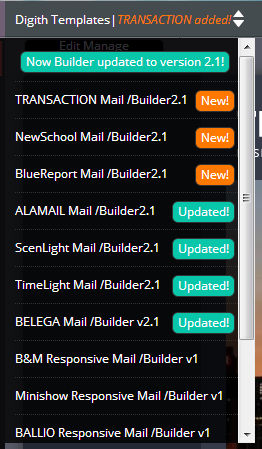 Digith Templates|TRANSACTION added!
Edit Manage
Now Builder updated to version 2.1!
TRANSACTION Mail /Builder2.1 New!
NewSchool Mail /Builder2.1 New!
BlueReport Mail /Builder2.1 New!
ALAMAIL Mail /Builder2.1 Updated!
ScenLight Mail /Builder2.1 Updated!
TimeLight Mail /Builder2.1 Updated!
BELEGA Mail /Builder v2.1 Updated!
B&M Responsive Mail /Builder v1
Minishow Responsive Mail /Builder v1
BALLIO Responsive Mail /Builder v1